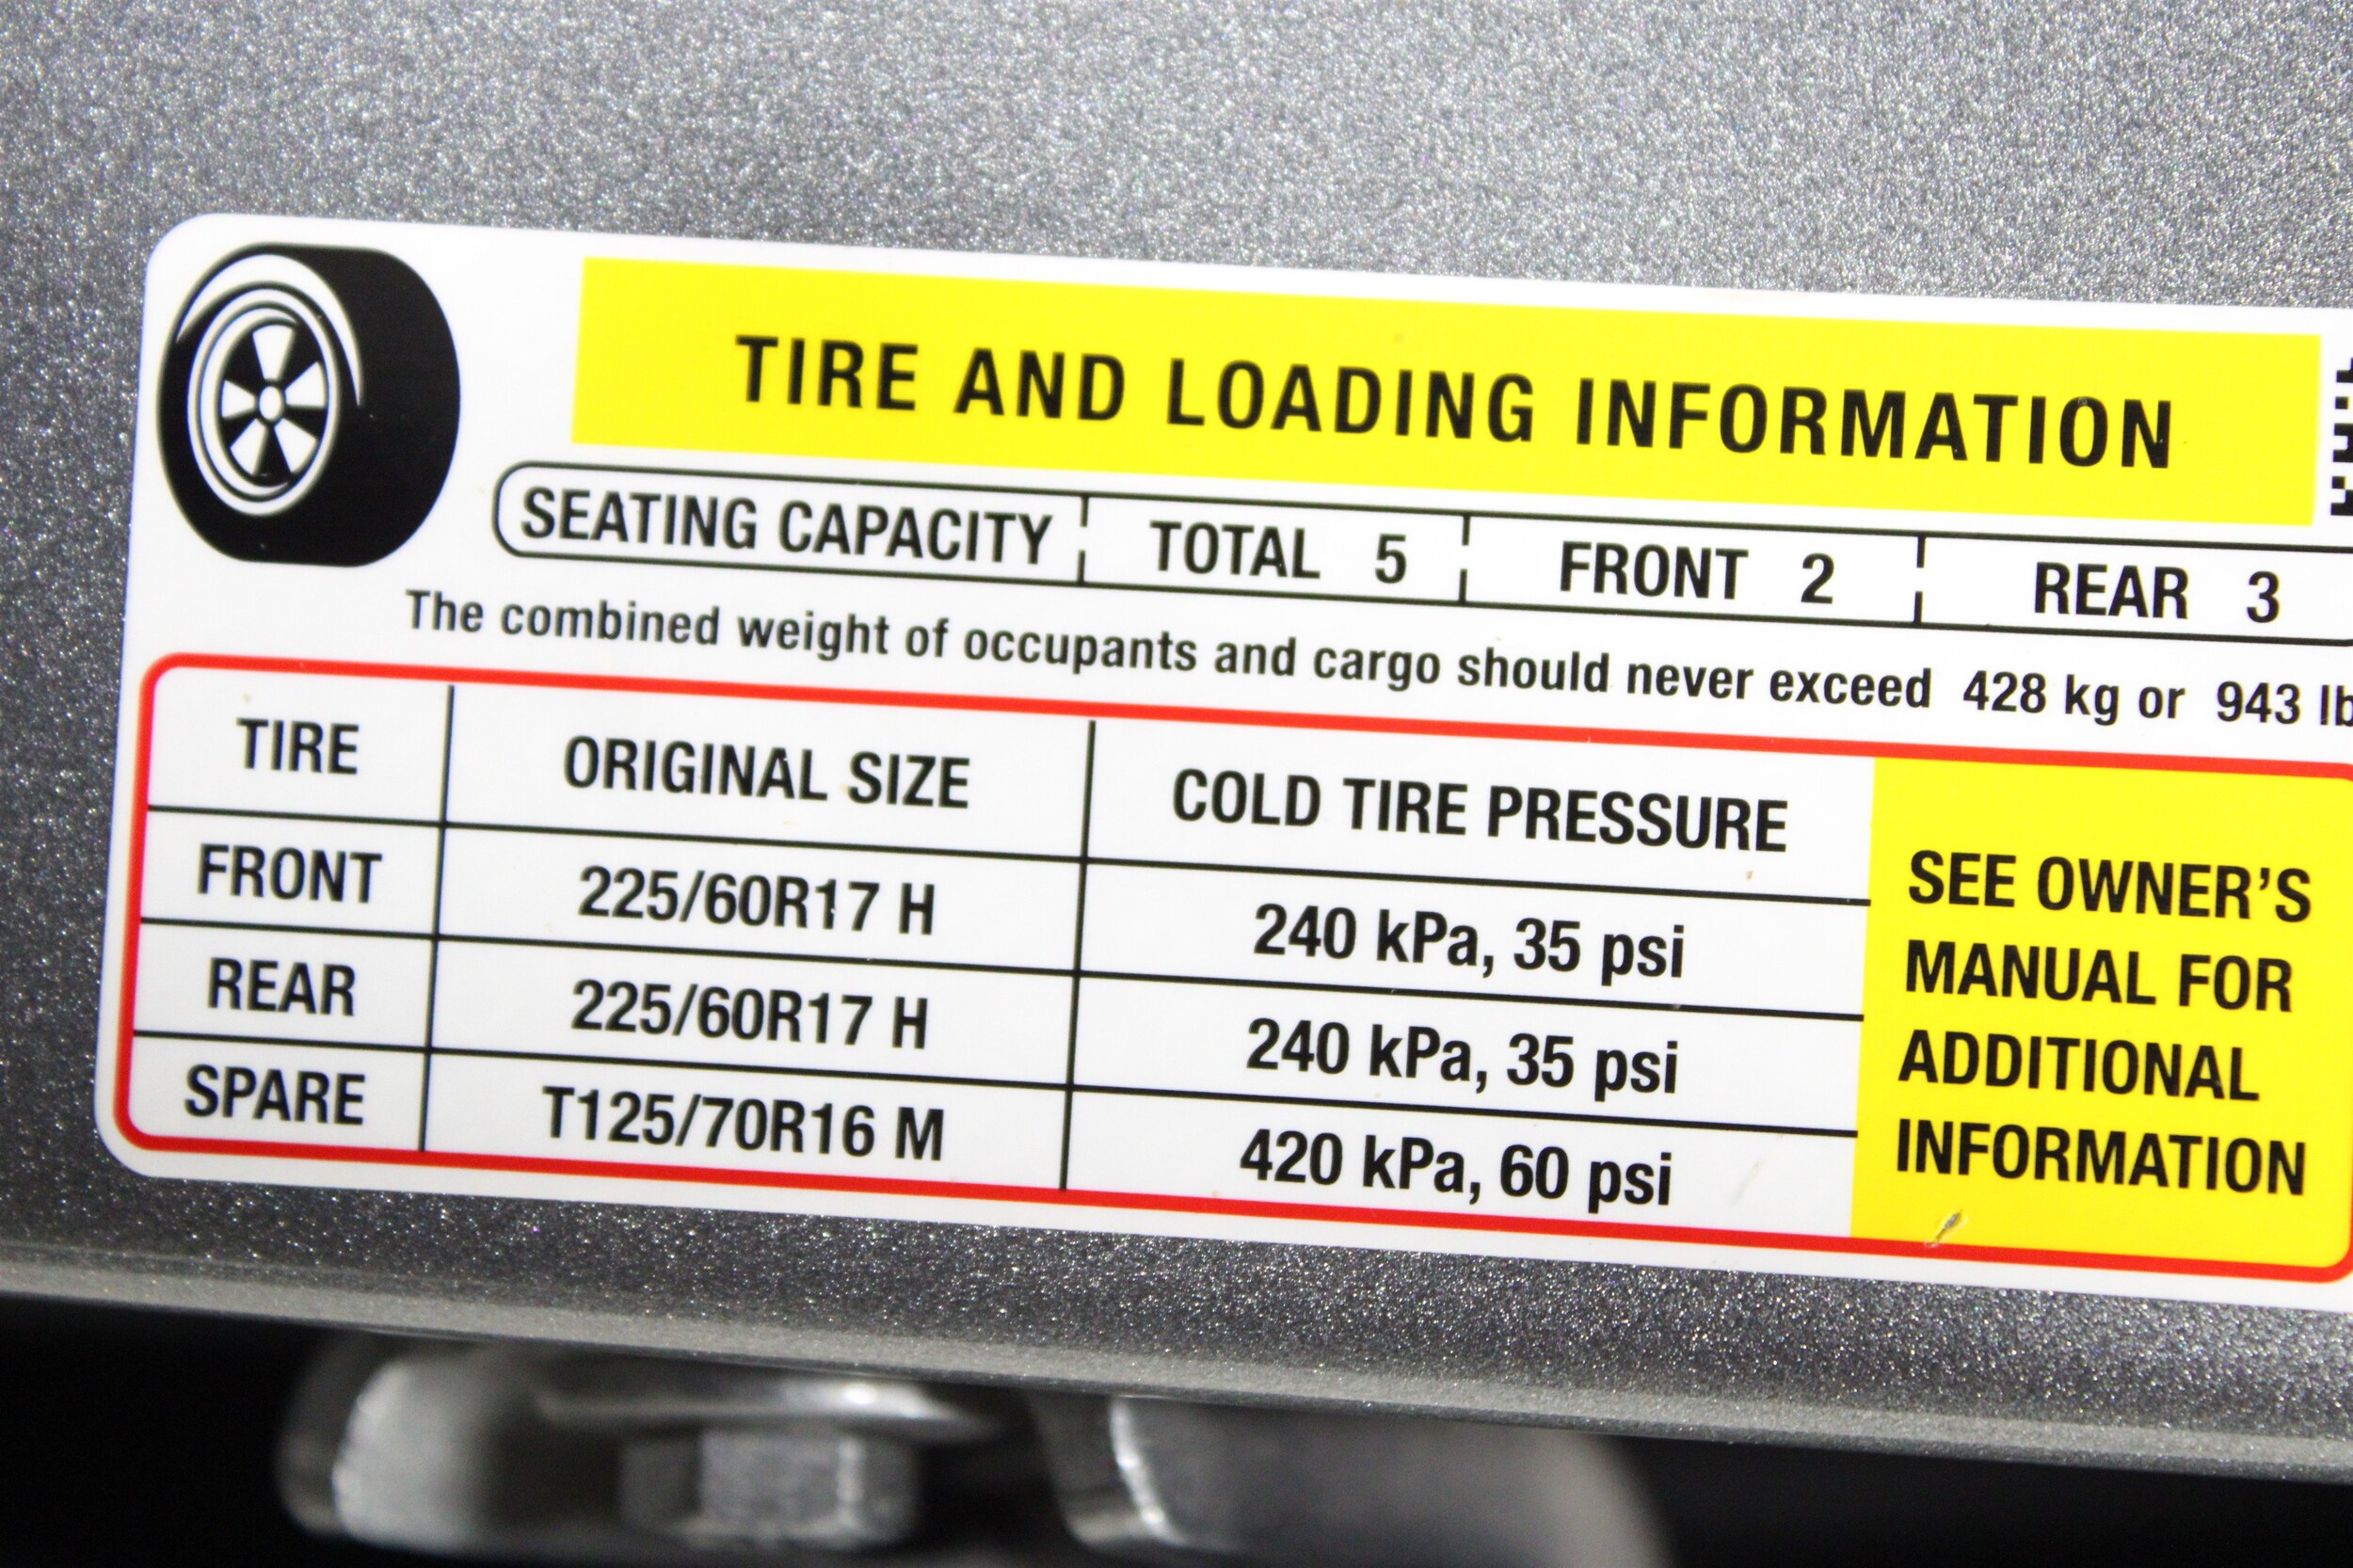 TIRE AND LOADING INFORMATION
SEATING CAPACITY TOTAL 5 FRONT 2 REAR 3
The combined weight of occupants and cargo should never exceed 428 kg or 943 lb
TIRE ORIGINAL SIZE COLD TIRE PRESSURE
FRONT 225/60R17 H 240 kPa, 35 psi
REAR 225/60R17 H 240 kPa, 35 psi
SPARE T125/70R16 M 420 kPa, 60 psi
SEE OWNER'S
MANUAL FOR
ADDITIONAL
INFORMATION